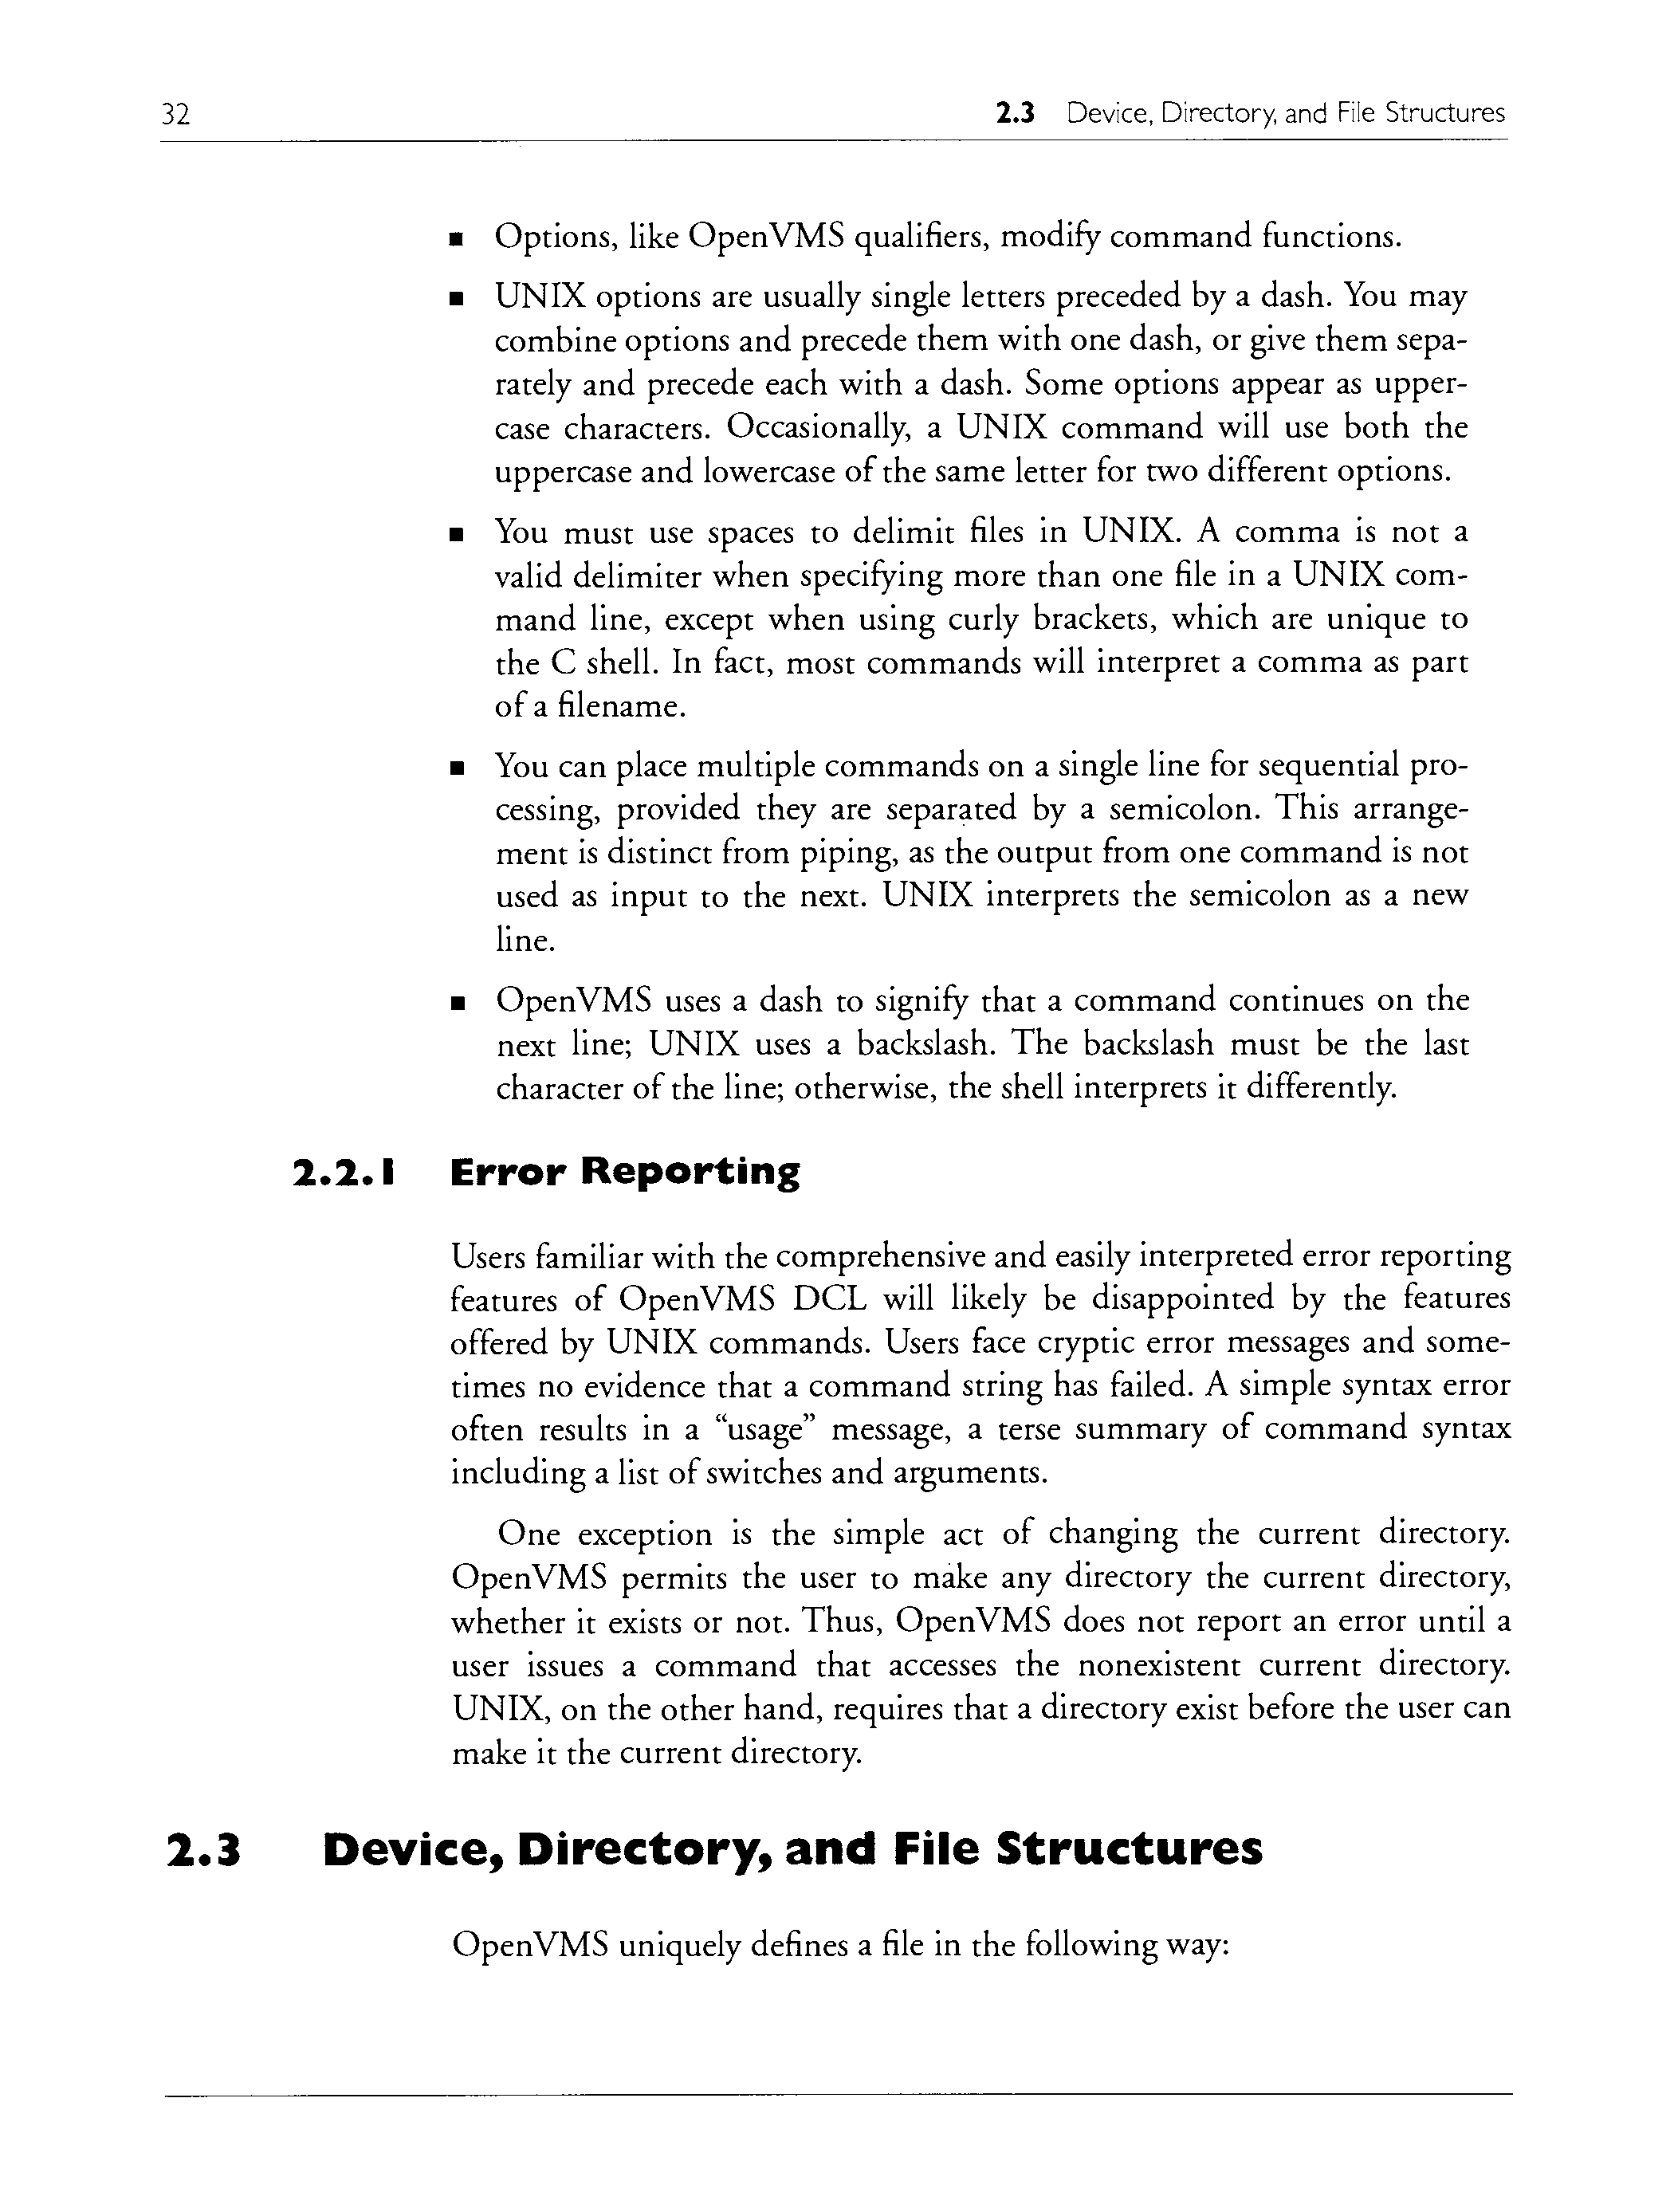 32
2.3 Device, Directory, and File Structures
■ Options, like OpenVMS qualifiers, modify command functions.
■ UNIX options are usually single letters preceded by a dash. You may
combine options and precede them with one dash, or give them sepa-
rately and precede each with a dash. Some options appear as upper-
case characters. Occasionally, a UNIX command will use both the
uppercase and lowercase of the same letter for two different options.
■ You must use spaces to delimit files in UNIX. A comma is not a
valid delimiter when specifying more than one file in a UNIX com-
mand line, except when using curly brackets, which are unique to
the C shell. In fact, most commands will interpret a comma as part
of a filename.
■ You can place multiple commands on a single line for sequential pro-
cessing, provided they are separated by a semicolon. This arrange-
ment is distinct from piping, as the output from one command is not
used as input to the next. UNIX interprets the semicolon as a new
line.
■ OpenVMS uses a dash to signify that a command continues on the
next line; UNIX uses a backslash. The backslash must be the last
character of the line; otherwise, the shell interprets it differently.
2.2.1 Error Reporting
Users familiar with the comprehensive and easily interpreted error reporting
features of OpenVMS DCL will likely be disappointed by the features
offered by UNIX commands. Users face cryptic error messages and some-
times no evidence that a command string has failed. A simple syntax error
often results in a “usage” message, a terse summary of command syntax
including a list of switches and arguments.
One exception is the simple act of changing the current directory.
OpenVMS permits the user to make any directory the current directory,
whether it exists or not. Thus, OpenVMS does not report an error until a
user issues a command that accesses the nonexistent current directory.
UNIX, on the other hand, requires that a directory exist before the user can
make it the current directory.
2.3 Device, Directory, and File Structures
OpenVMS uniquely defines a file in the following way: